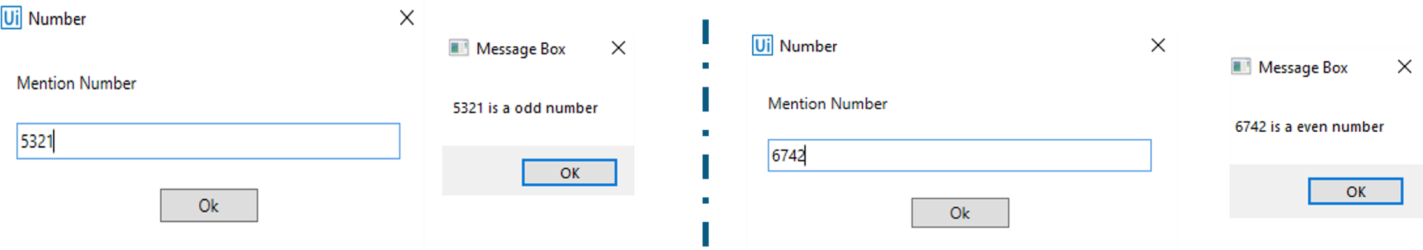 Ui Number
Mention Number
5321
Ok
Message Box
5321 is a odd number
OK
Ui Number
Mention Number
6742
Ok
Message Box
6742 is a even number
OK